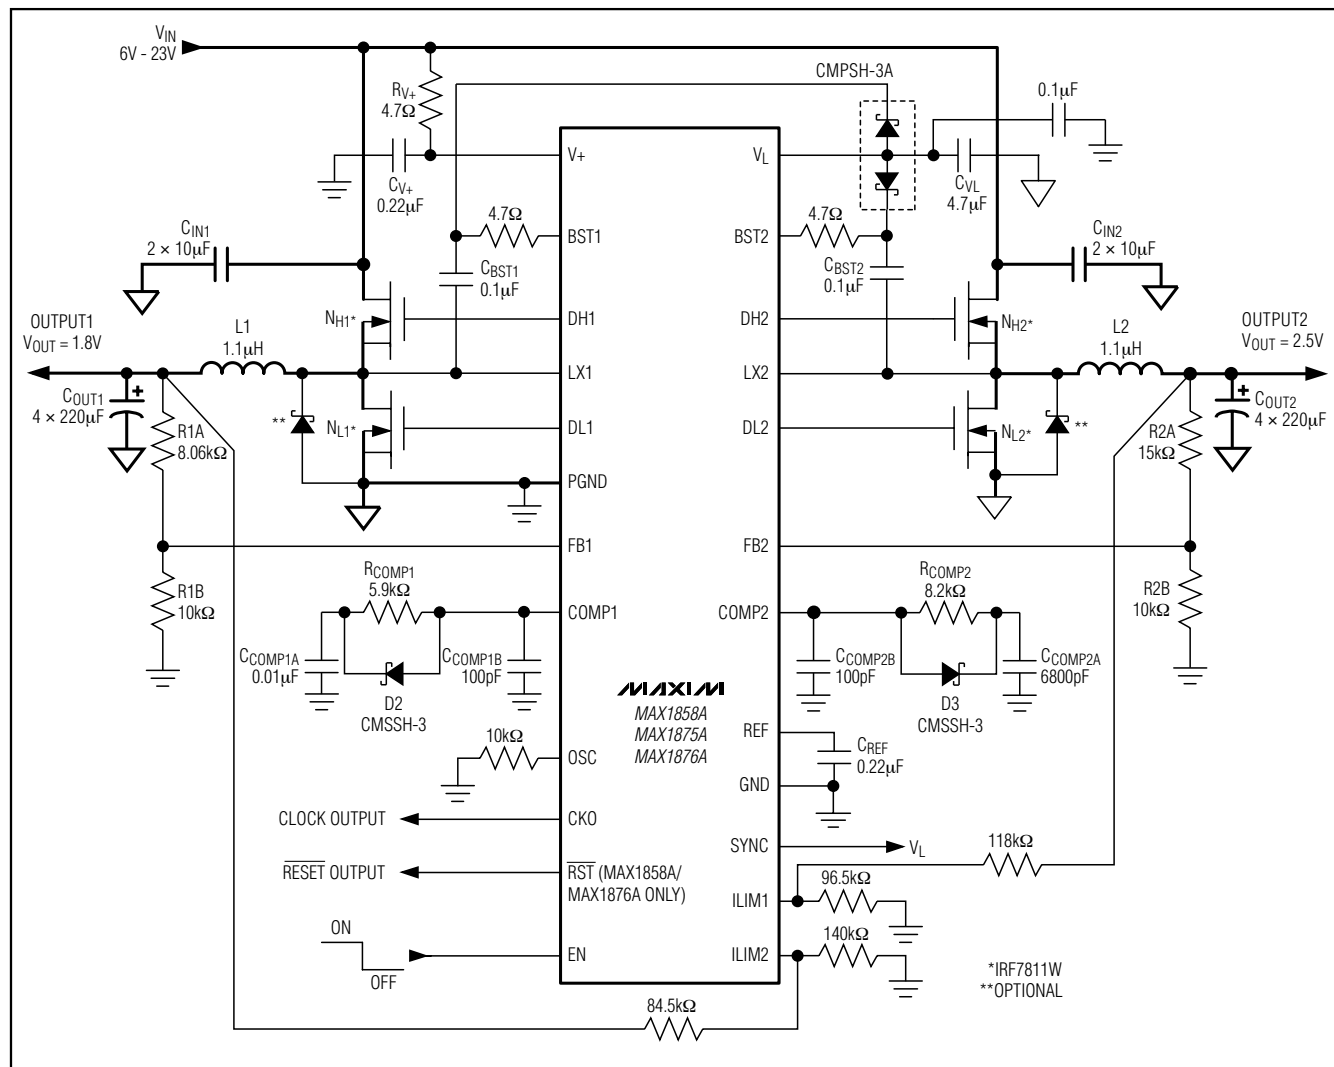 V_IN
6V - 23V
R_V+
4.7Ω
CMPSH-3A
0.1µF
V+
V_L
C_V+
0.22µF
C_VL
4.7µF
4.7Ω
BST1
BST2
4.7Ω
C_IN1
2 × 10µF
C_BST1
0.1µF
C_BST2
0.1µF
C_IN2
2 × 10µF
N_H1*
DH1
DH2
N_H2*
OUTPUT1
V_OUT = 1.8V
L1
1.1µH
LX1
LX2
L2
1.1µH
OUTPUT2
V_OUT = 2.5V
C_OUT1
4 × 220µF
+
R1A
8.06kΩ
**
N_L1*
DL1
DL2
N_L2*
**
R2A
15kΩ
+
C_OUT2
4 × 220µF
PGND
FB1
FB2
R1B
10kΩ
R_COMP1
5.9kΩ
COMP1
COMP2
R_COMP2
8.2kΩ
R2B
10kΩ
C_COMP1A
0.01µF
D2
CMSSH-3
C_COMP1B
100pF
C_COMP2B
100pF
D3
CMSSH-3
C_COMP2A
6800pF
MAXIM
MAX1858A
MAX1875A
MAX1876A
10kΩ
OSC
REF
C_REF
0.22µF
GND
CLOCK OUTPUT
CKO
SYNC
V_L
118kΩ
RESET OUTPUT
RST (MAX1858A/
MAX1876A ONLY)
ILIM1
96.5kΩ
ON
OFF
EN
ILIM2
140kΩ
*IRF7811W
**OPTIONAL
84.5kΩ